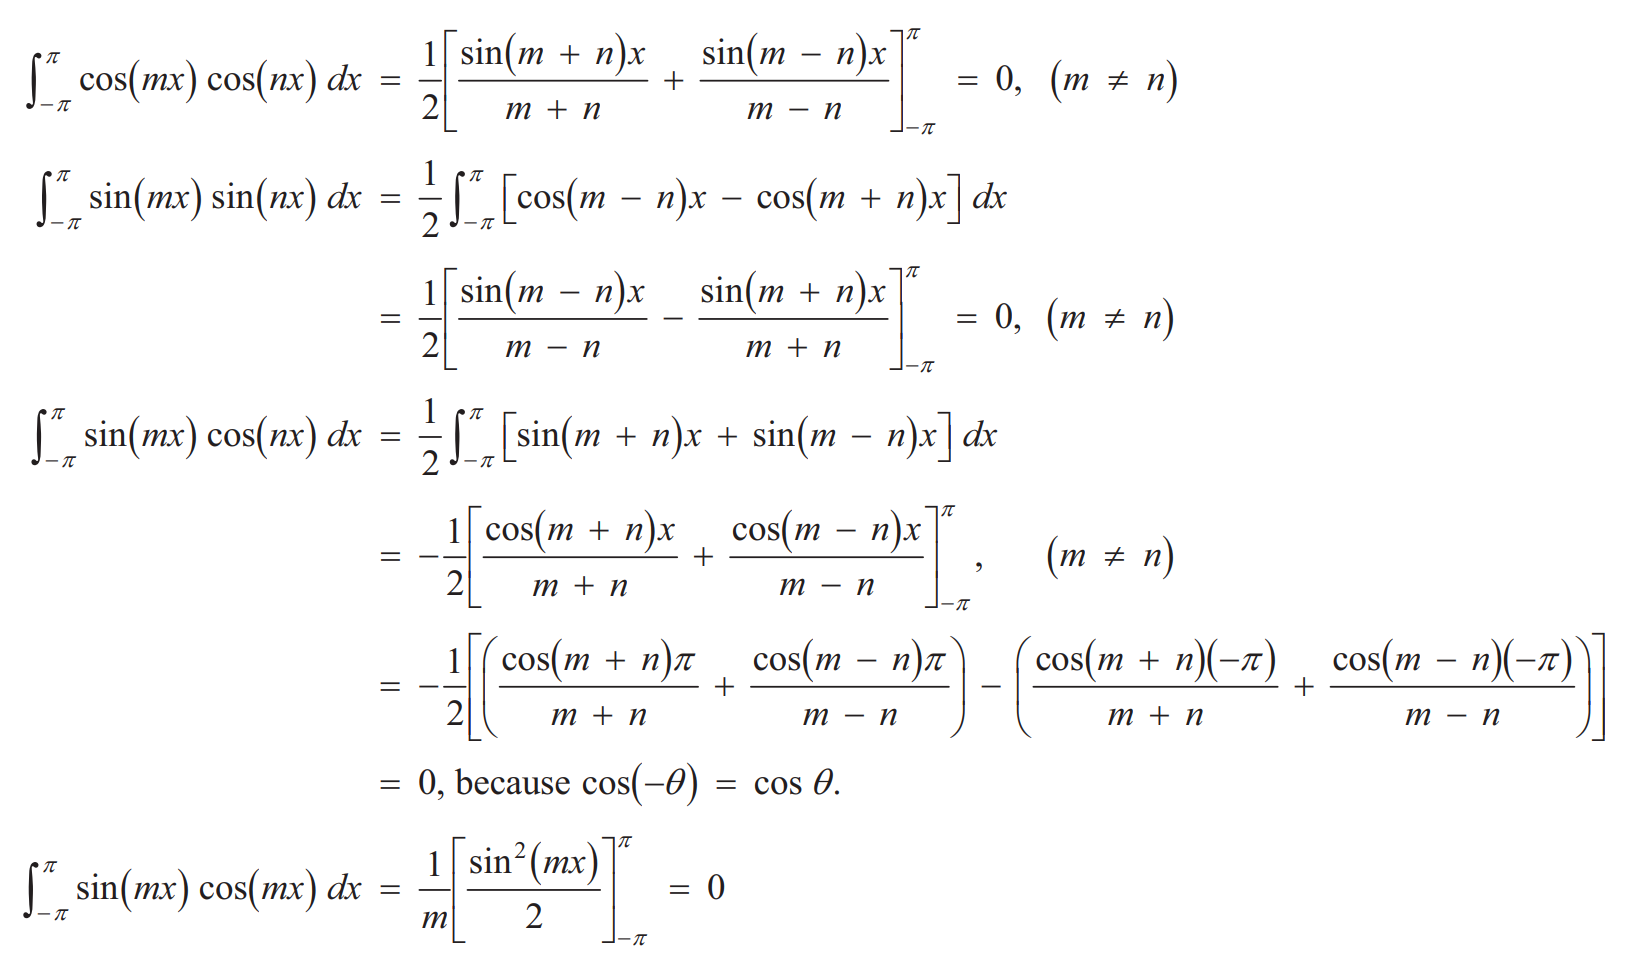 ∫_{−π}^{π} cos(mx) cos(nx) dx = 1/2 [ sin(m + n)x / (m + n) + sin(m − n)x / (m − n) ]_{−π}^{π} = 0, (m ≠ n)
∫_{−π}^{π} sin(mx) sin(nx) dx = 1/2 ∫_{−π}^{π} [cos(m − n)x − cos(m + n)x] dx
= 1/2 [ sin(m − n)x / (m − n) − sin(m + n)x / (m + n) ]_{−π}^{π} = 0, (m ≠ n)
∫_{−π}^{π} sin(mx) cos(nx) dx = 1/2 ∫_{−π}^{π} [sin(m + n)x + sin(m − n)x] dx
= −1/2 [ cos(m + n)x / (m + n) + cos(m − n)x / (m − n) ]_{−π}^{π}, (m ≠ n)
= −1/2 [ ( cos(m + n)π / (m + n) + cos(m − n)π / (m − n) ) − ( cos(m + n)(−π) / (m + n) + cos(m − n)(−π) / (m − n) ) ]
= 0, because cos(−θ) = cos θ.
∫_{−π}^{π} sin(mx) cos(mx) dx = 1/m [ sin²(mx) / 2 ]_{−π}^{π} = 0